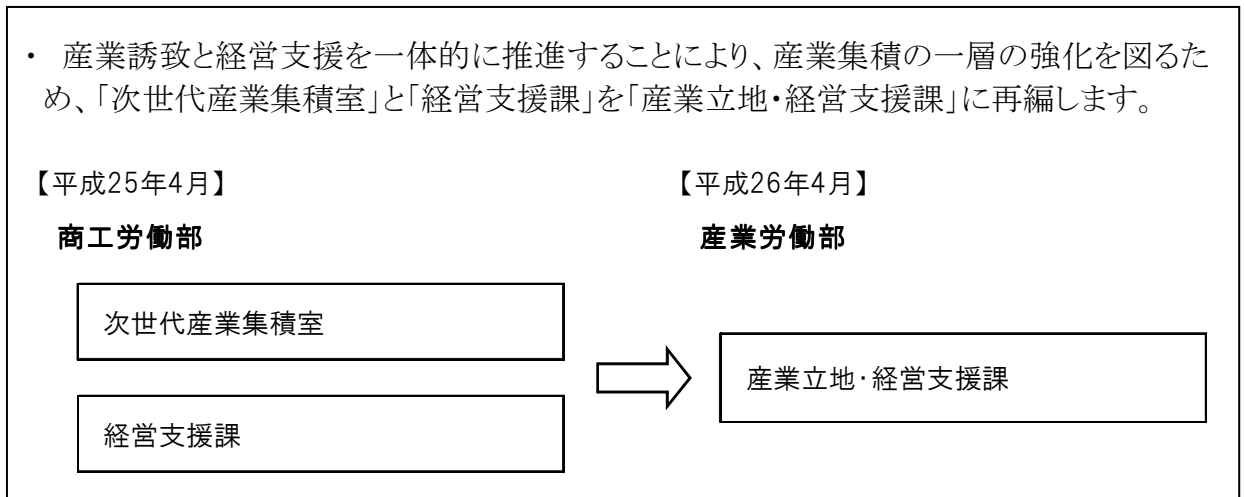 ・ 産業誘致と経営支援を一体的に推進することにより、産業集積の一層の強化を図るた
め、「次世代産業集積室」と「経営支援課」を「産業立地・経営支援課」に再編します。
【平成25年4月】 【平成26年4月】
商工労働部 産業労働部
次世代産業集積室
産業立地・経営支援課
経営支援課